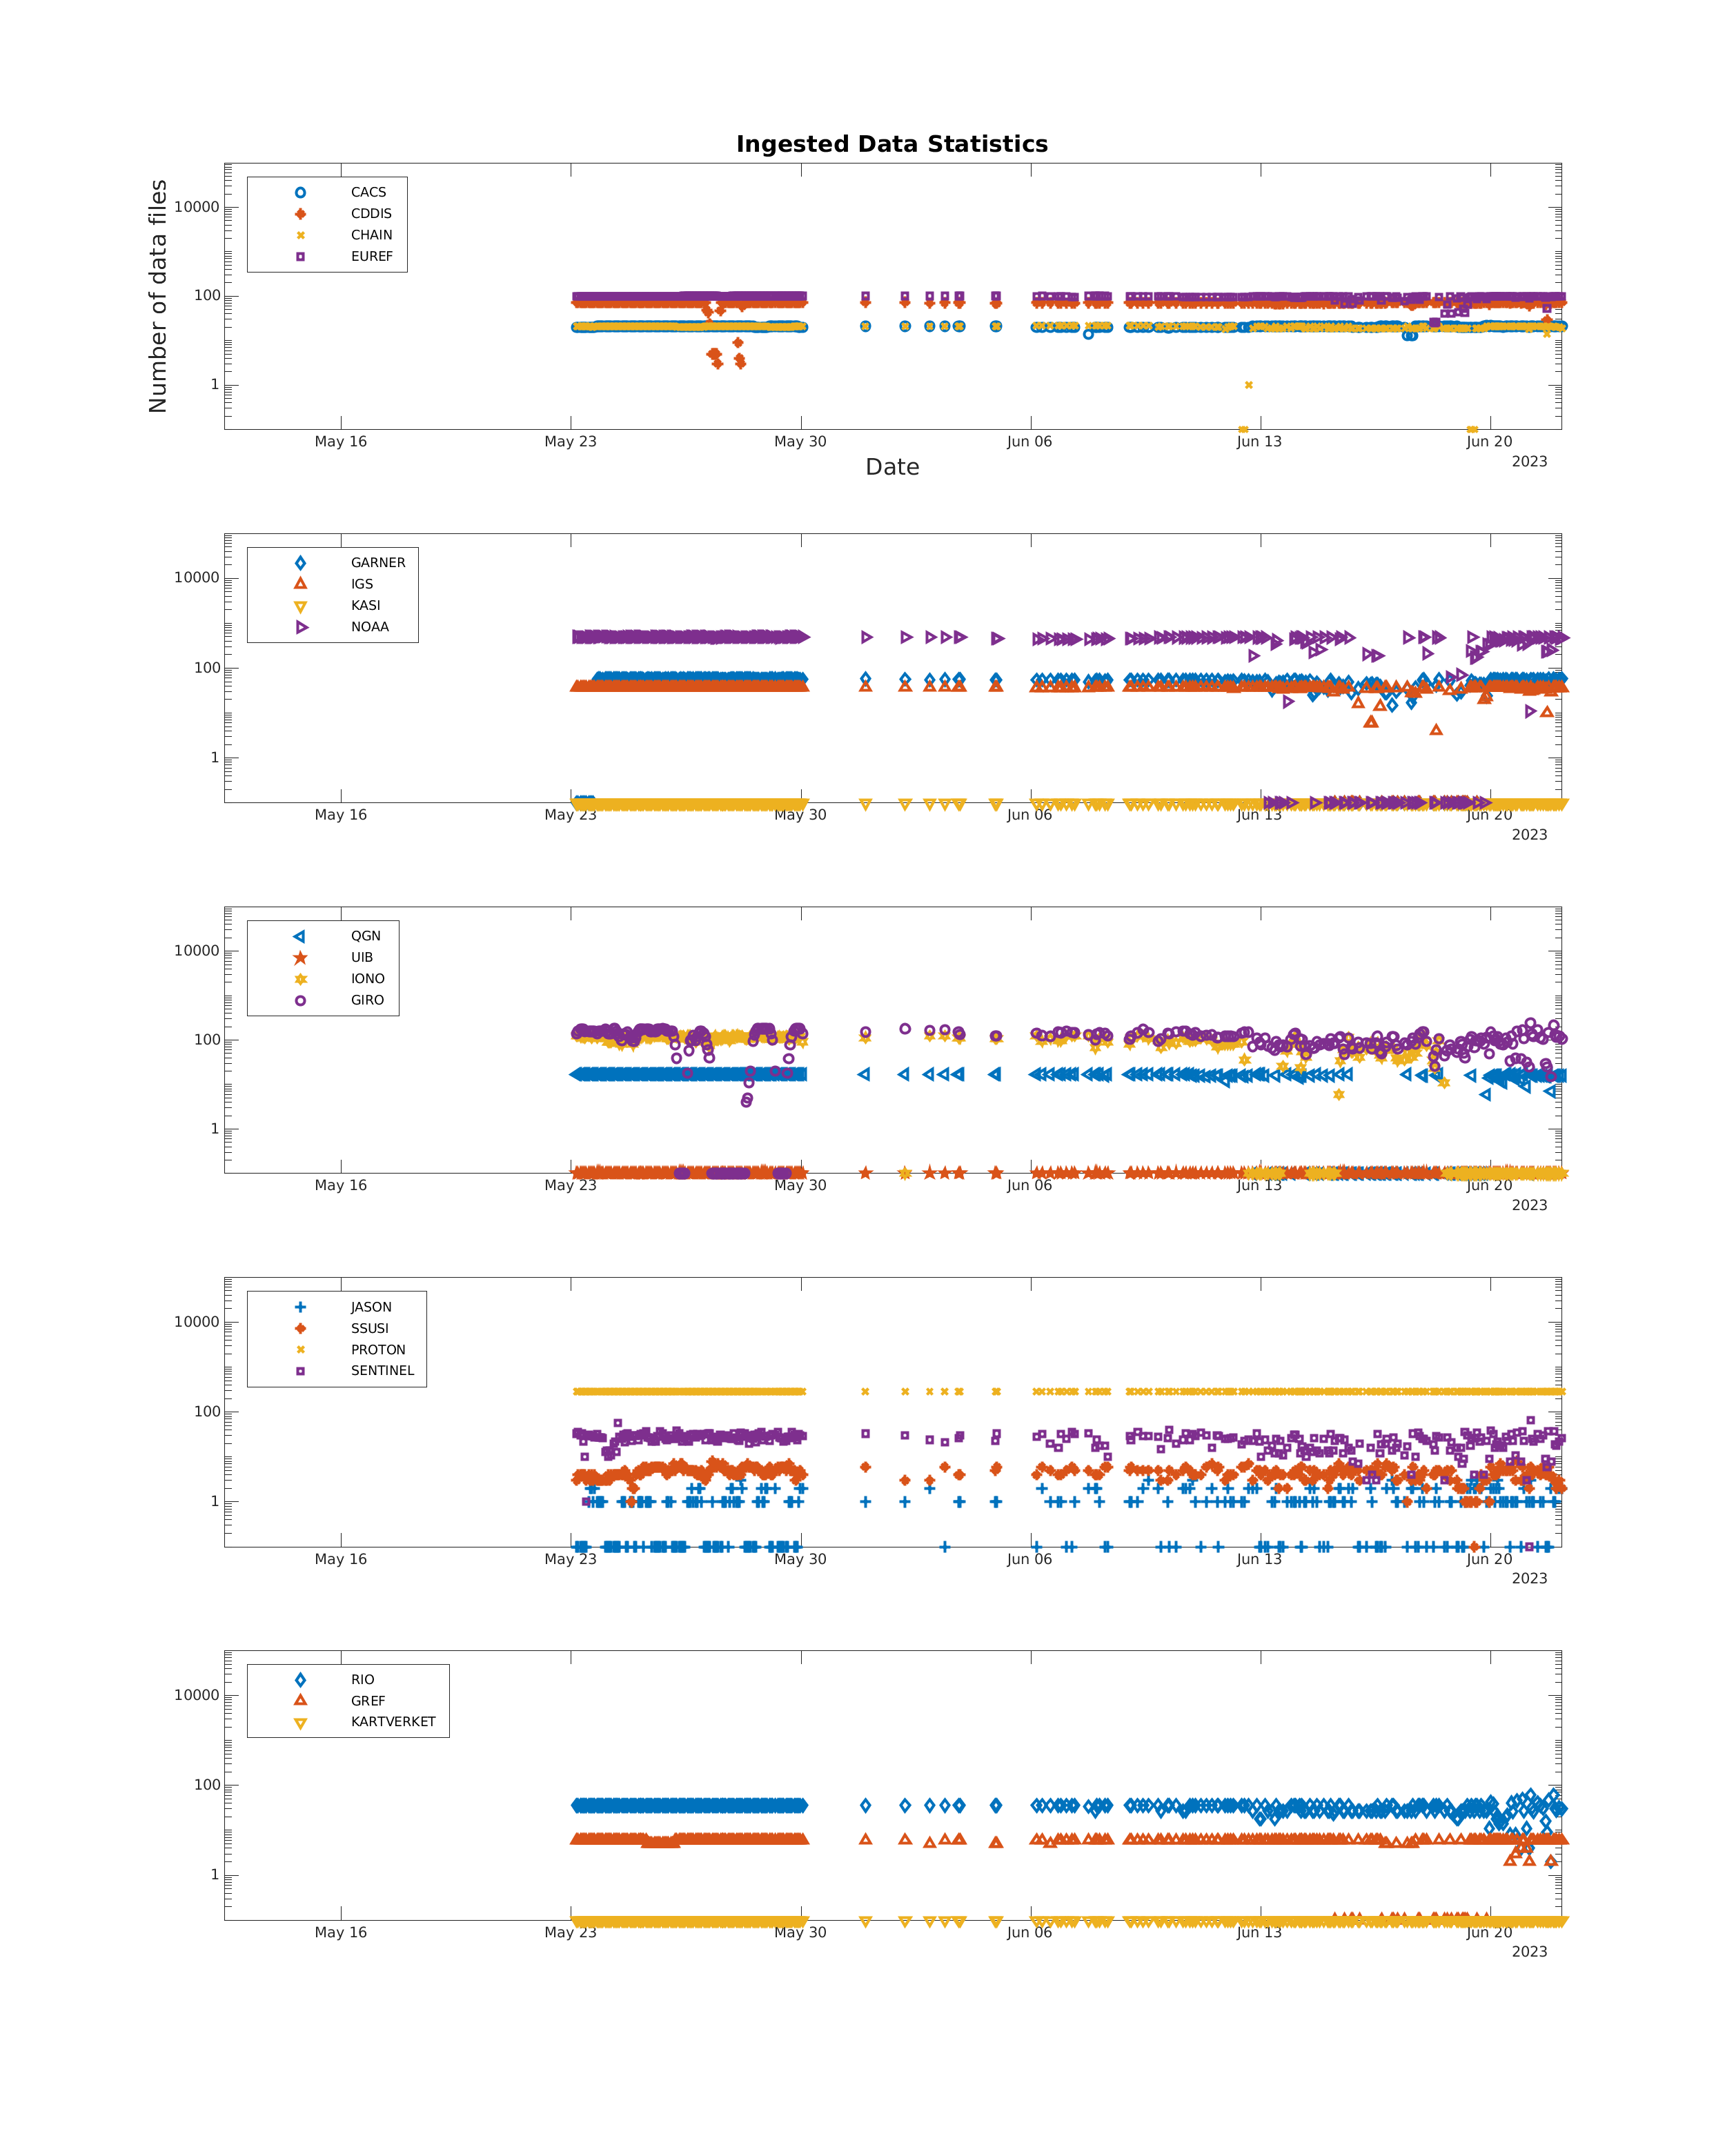 Ingested Data Statistics
Number of data files
10000
100
1
CACS
CDDIS
CHAIN
EUREF
May 16 May 23 May 30 Jun 06 Jun 13 Jun 20
2023
Date
10000
100
1
GARNER
IGS
KASI
NOAA
May 16 May 23 May 30 Jun 06 Jun 13 Jun 20
2023
10000
100
1
QGN
UIB
IONO
GIRO
May 16 May 23 May 30 Jun 06 Jun 13 Jun 20
2023
10000
100
1
JASON
SSUSI
PROTON
SENTINEL
May 16 May 23 May 30 Jun 06 Jun 13 Jun 20
2023
10000
100
1
RIO
GREF
KARTVERKET
May 16 May 23 May 30 Jun 06 Jun 13 Jun 20
2023